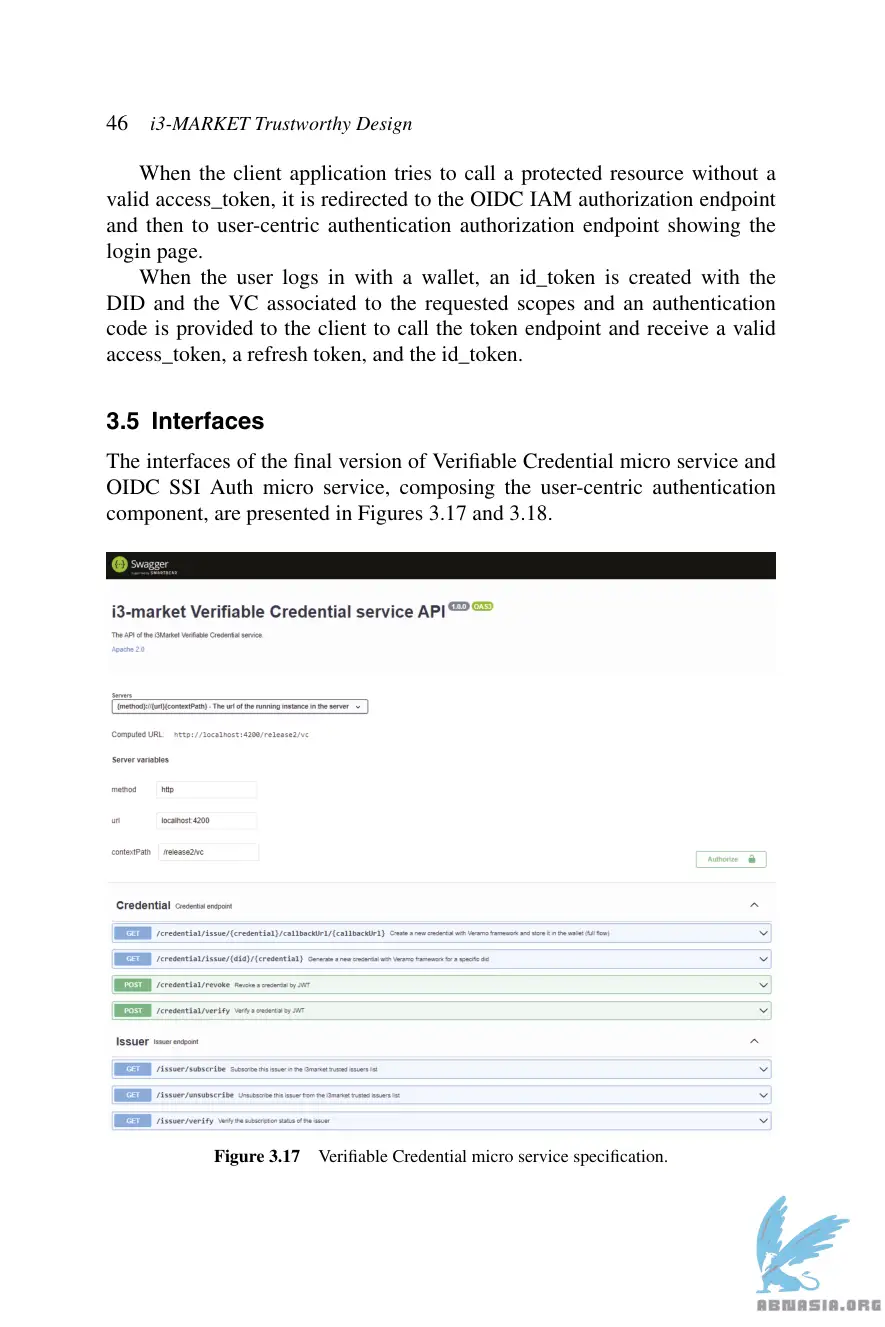 46 i3-MARKET Trustworthy Design
When the client application tries to call a protected resource without a
valid access_token, it is redirected to the OIDC IAM authorization endpoint
and then to user-centric authentication authorization endpoint showing the
login page.
When the user logs in with a wallet, an id_token is created with the
DID and the VC associated to the requested scopes and an authentication
code is provided to the client to call the token endpoint and receive a valid
access_token, a refresh token, and the id_token.
3.5 Interfaces
The interfaces of the final version of Verifiable Credential micro service and
OIDC SSI Auth micro service, composing the user-centric authentication
component, are presented in Figures 3.17 and 3.18.
Swagger
SMARTBEAR
i3-market Verifiable Credential service API 1.0.0 OAS3
The API of the i3Market Verifiable Credential service.
Apache 2.0
Servers
{method}://{url}{contextPath} - The url of the running instance in the server
Computed URL: http://localhost:4200/release2/vc
Server variables
method http
url localhost:4200
contextPath /release2/vc
Authorize
Credential Credential endpoint
GET /credential/issue/{credential}/callbackUrl/{callbackUrl} Create a new credential with Veramo framework and store it in the wallet (full flow)
GET /credential/issue/{did}/{credential} Generate a new credential with Veramo framework for a specific did
POST /credential/revoke Revoke a credential by JWT
POST /credential/verify Verify a credential by JWT
Issuer Issuer endpoint
GET /issuer/subscribe Subscribe this issuer in the i3market trusted issuers list
GET /issuer/unsubscribe Unsubscribe this issuer from the i3market trusted issuers list
GET /issuer/verify Verify the subscription status of the issuer
Figure 3.17 Verifiable Credential micro service specification.
ABNASIA.ORG